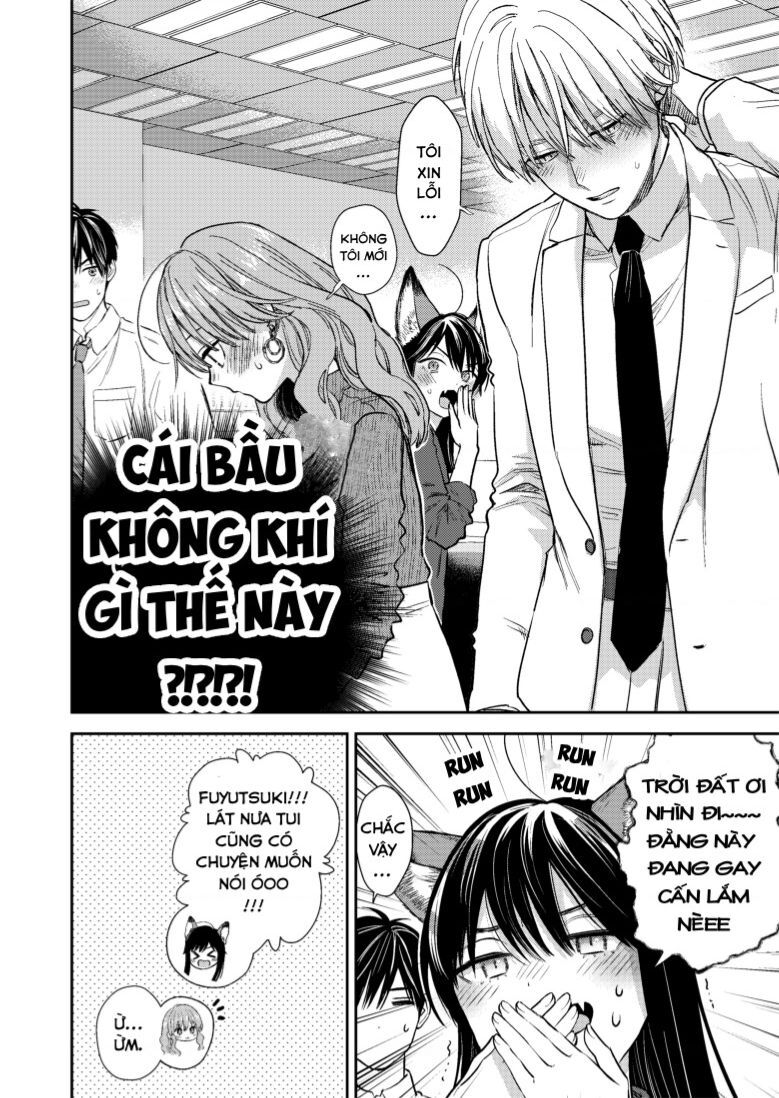 TÔI
XIN
LỖI
...
KHÔNG
TÔI MỚI
...
CÁI BẦU
KHÔNG KHÍ
GÌ THẾ NÀY
?!?!?!
RUN
RUN
RUN
RUN
TRỜI ĐẤT ƠI
NHÌN ĐI~~~
ĐẰNG NÀY
ĐANG GAY
CẤN LẮM
NÈEE
CHẮC
VẬY
...
FUYUTSUKI!!!
LÁT NƯA TUI
CŨNG CÓ
CHUYỆN MUỐN
NÓI ÓOO
!!!
Ừ...
ỪM.